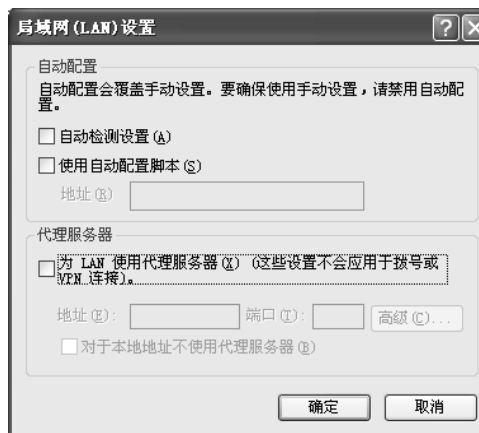 局域网(LAN)设置
自动配置
自动配置会覆盖手动设置。要确保使用手动设置，请禁用自动配
置。
自动检测设置(A)
使用自动配置脚本(S)
地址(R)
代理服务器
为 LAN 使用代理服务器(X) (这些设置不会应用于拨号或
VPN 连接)。
地址(E): 端口(T): 高级(C)...
对于本地地址不使用代理服务器(B)
确定 取消